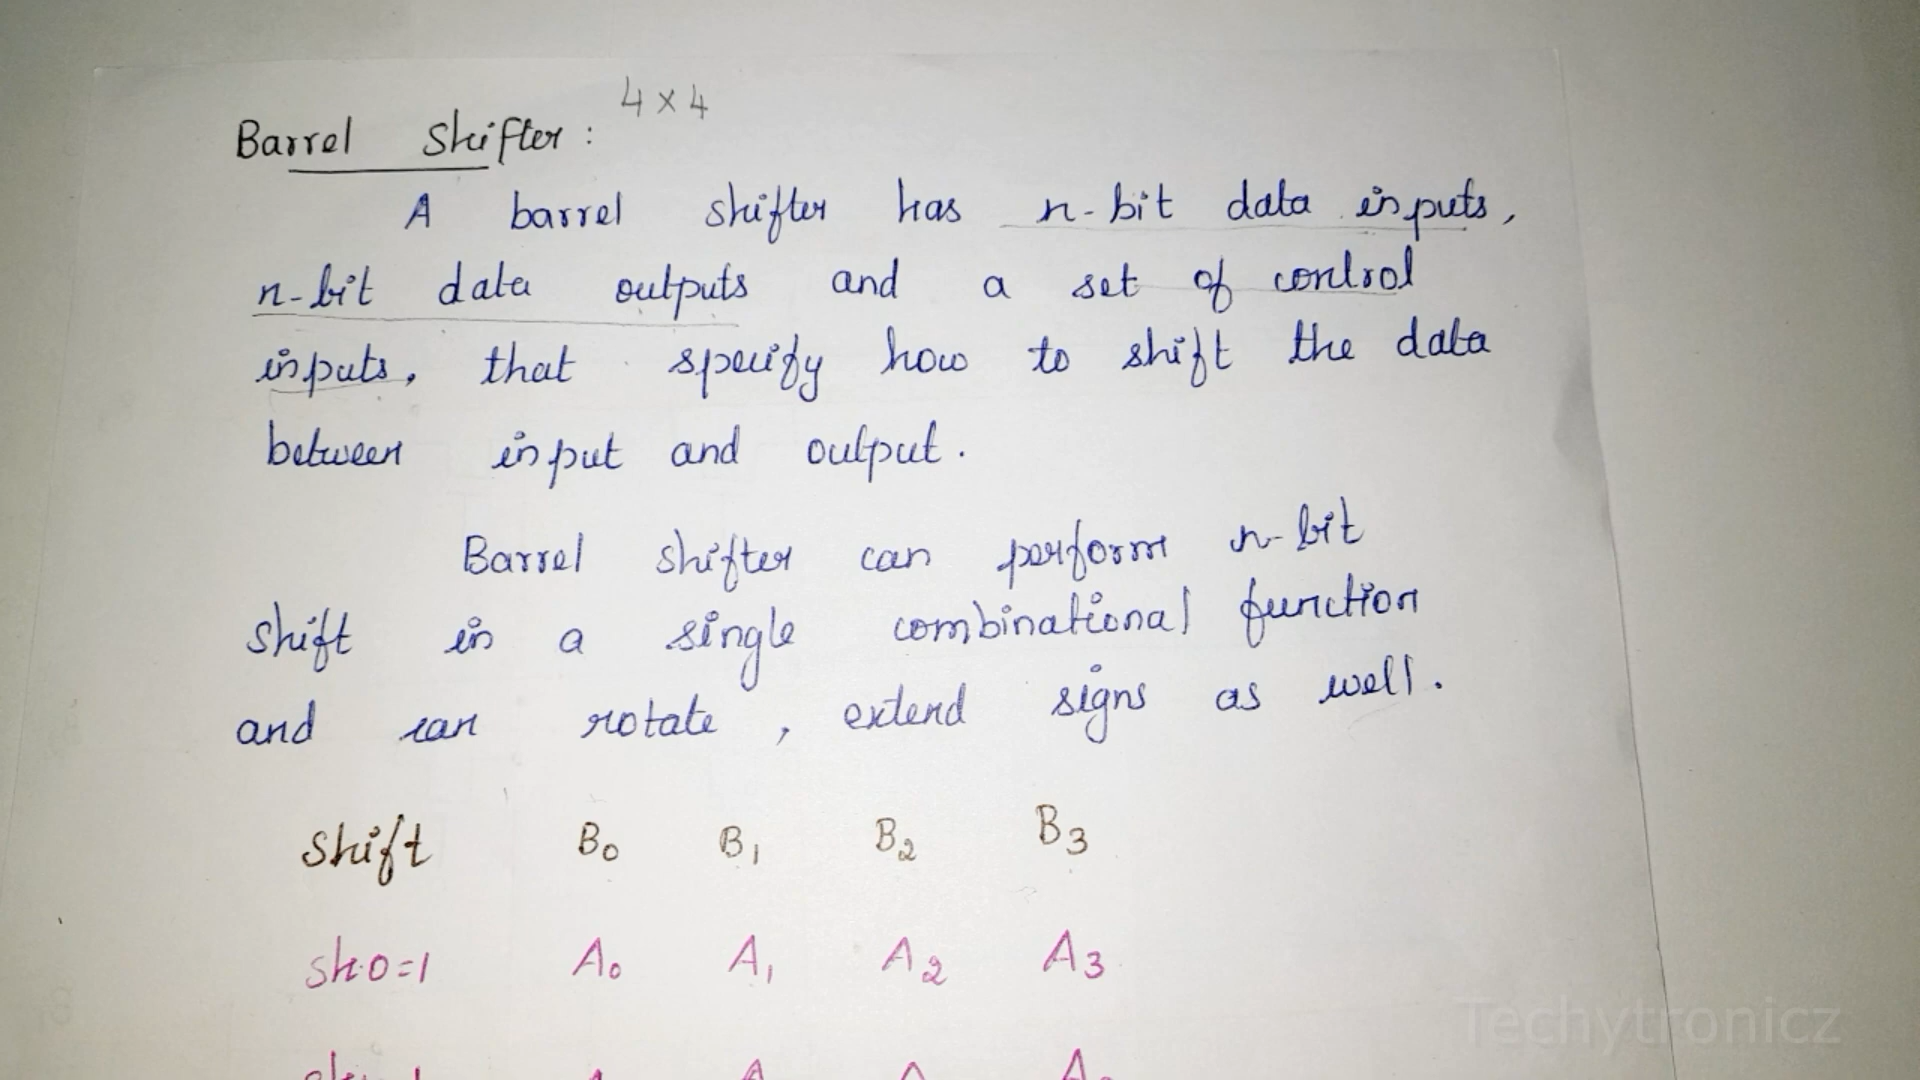 Barrel Shifter : 4 × 4
A barrel shifter has n-bit data inputs,
n-bit data outputs and a set of control
inputs, that specify how to shift the data
between input and output.
Barrel shifter can perform n-bit
shift in a single combinational function
and can rotate, extend signs as well.
Shift B0 B1 B2 B3
sh0=1 A0 A1 A2 A3
Techytronicz